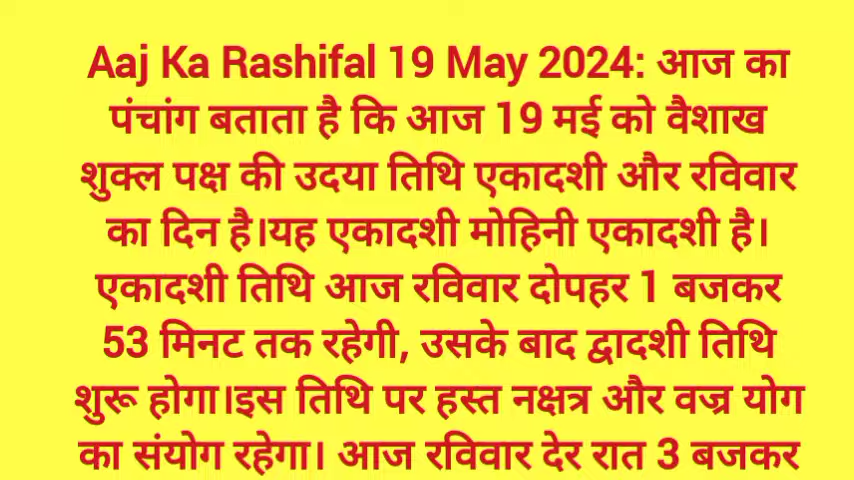 Aaj Ka Rashifal 19 May 2024: आज का
पंचांग बताता है कि आज 19 मई को वैशाख
शुक्ल पक्ष की उदया तिथि एकादशी और रविवार
का दिन है।यह एकादशी मोहिनी एकादशी है।
एकादशी तिथि आज रविवार दोपहर 1 बजकर
53 मिनट तक रहेगी, उसके बाद द्वादशी तिथि
शुरू होगा।इस तिथि पर हस्त नक्षत्र और वज्र योग
का संयोग रहेगा। आज रविवार देर रात 3 बजकर